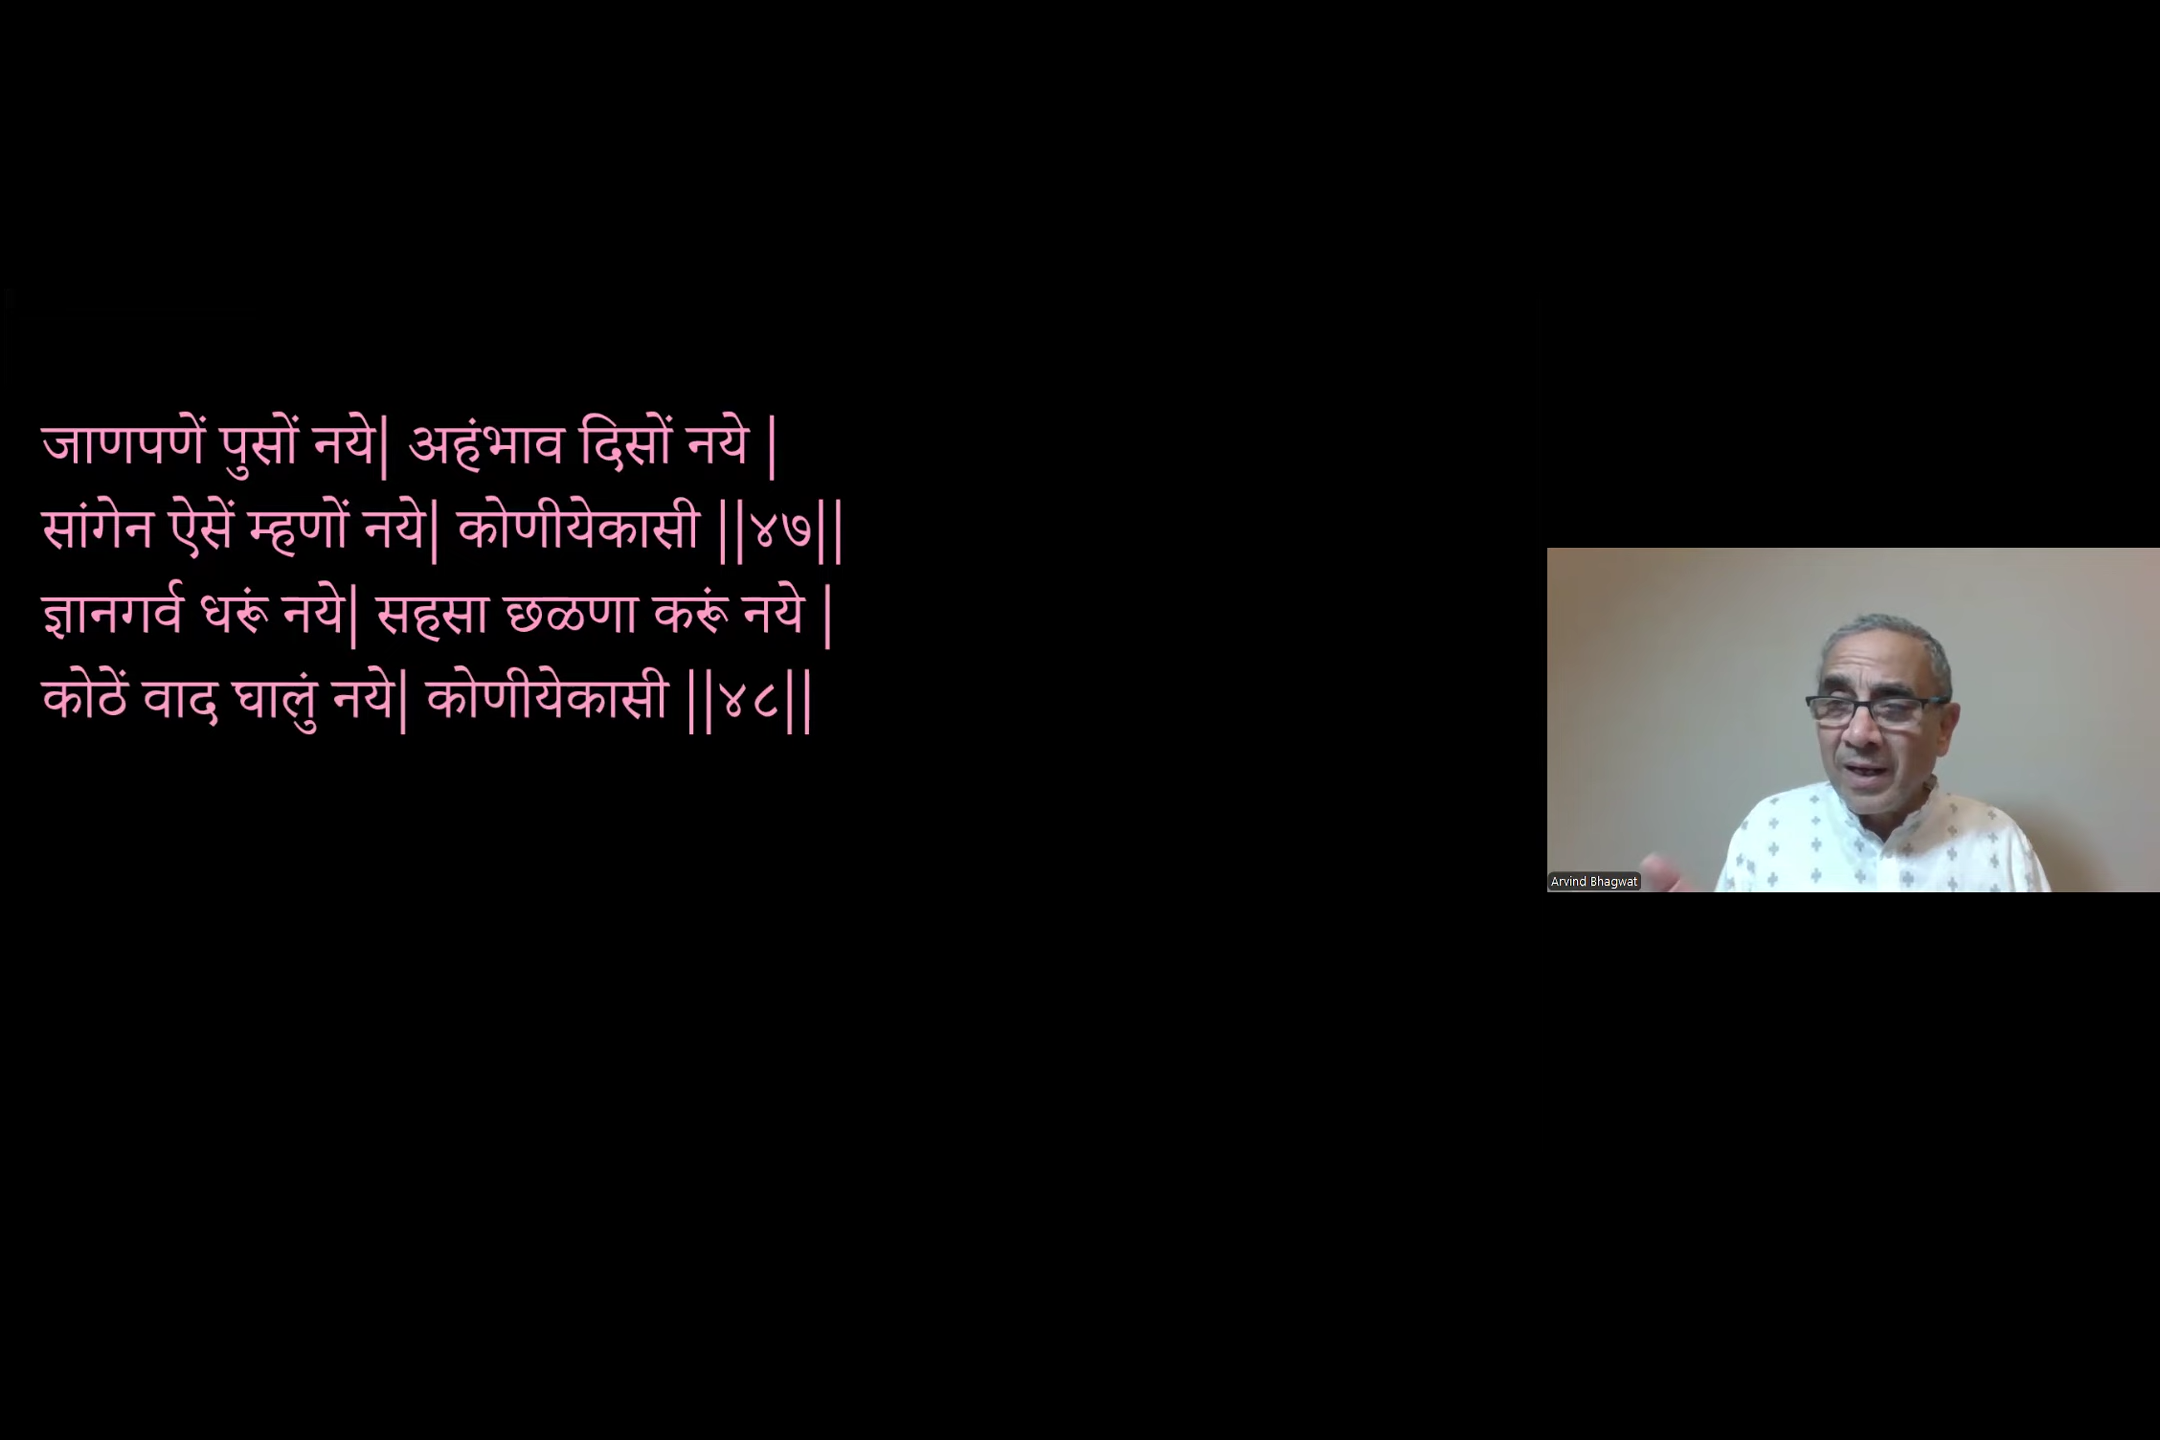 जाणपणें पुसों नये| अहंभाव दिसों नये |
सांगेन ऐसें म्हणों नये| कोणीयेकासी ||४७||
ज्ञानगर्व धरूं नये| सहसा छळणा करूं नये |
कोठें वाद घालुं नये| कोणीयेकासी ||४८||
Arvind Bhagwat